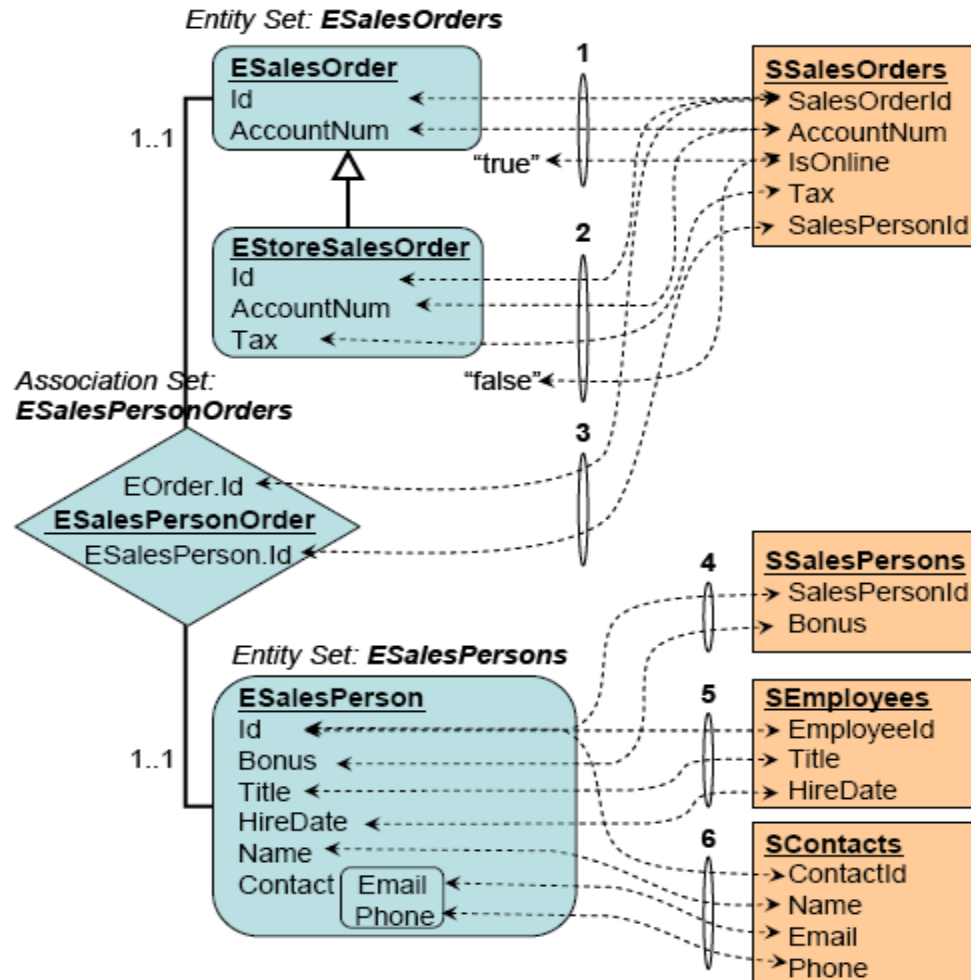 Entity Set: ESalesOrders
ESalesOrder
Id
AccountNum
1..1
1
"true"
SSalesOrders
SalesOrderId
AccountNum
IsOnline
Tax
SalesPersonId
EStoreSalesOrder
Id
AccountNum
Tax
2
"false"
Association Set:
ESalesPersonOrders
3
EOrder.Id
ESalesPersonOrder
ESalesPerson.Id
4
SSalesPersons
SalesPersonId
Bonus
Entity Set: ESalesPersons
ESalesPerson
Id
Bonus
Title
HireDate
Name
Contact
Email
Phone
1..1
5
SEmployees
EmployeeId
Title
HireDate
6
SContacts
ContactId
Name
Email
Phone